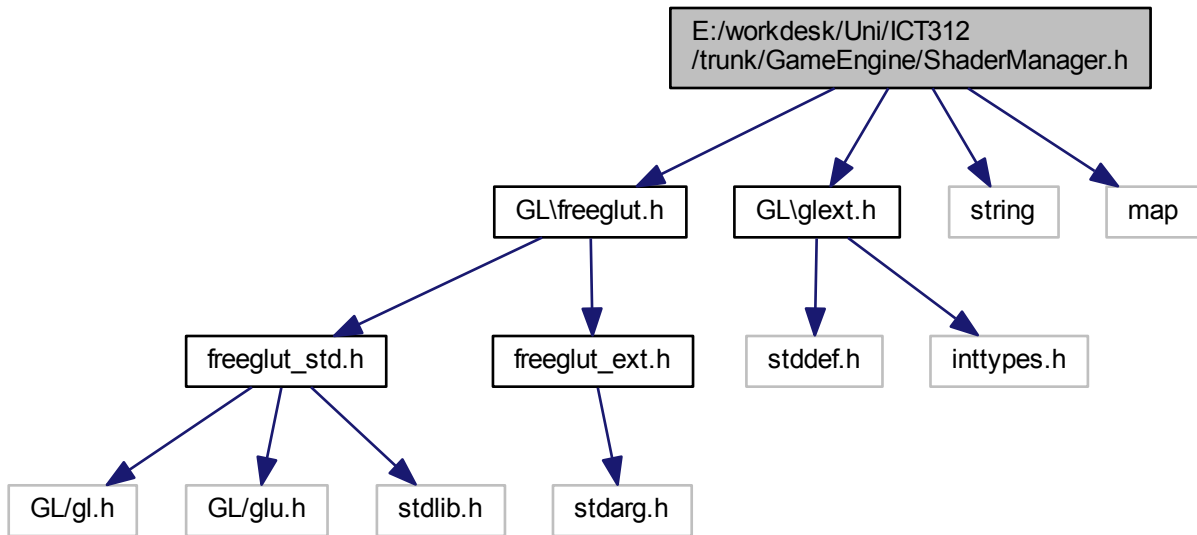 E:/workdesk/Uni/ICT312
/trunk/GameEngine/ShaderManager.h
GL\freeglut.h
GL\glext.h
string
map
freeglut_std.h
freeglut_ext.h
stddef.h
inttypes.h
GL/gl.h
GL/glu.h
stdlib.h
stdarg.h